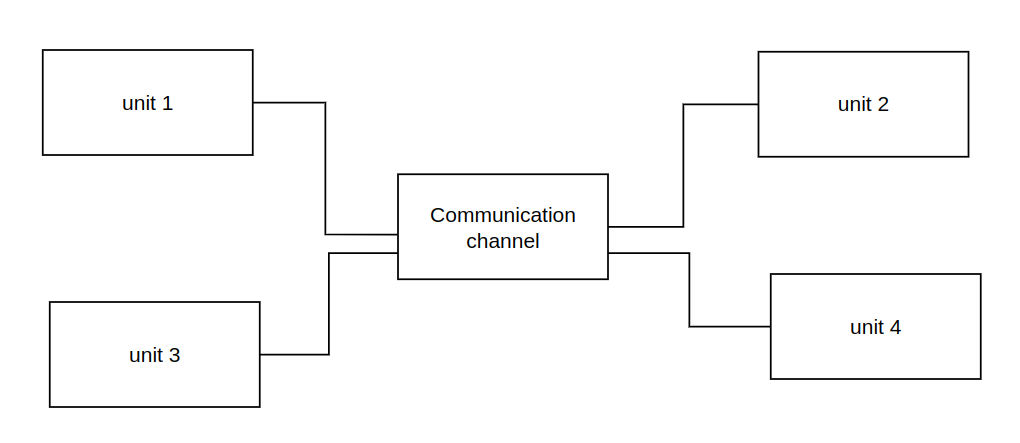 unit 1
unit 2
Communication
channel
unit 3
unit 4